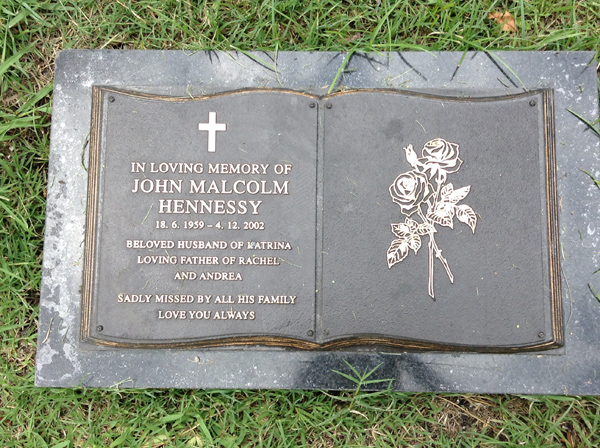 IN LOVING MEMORY OF
JOHN MALCOLM
HENNESSY
18. 6. 1959 – 4. 12. 2002
BELOVED HUSBAND OF KATRINA
LOVING FATHER OF RACHEL
AND ANDREA
SADLY MISSED BY ALL HIS FAMILY
LOVE YOU ALWAYS